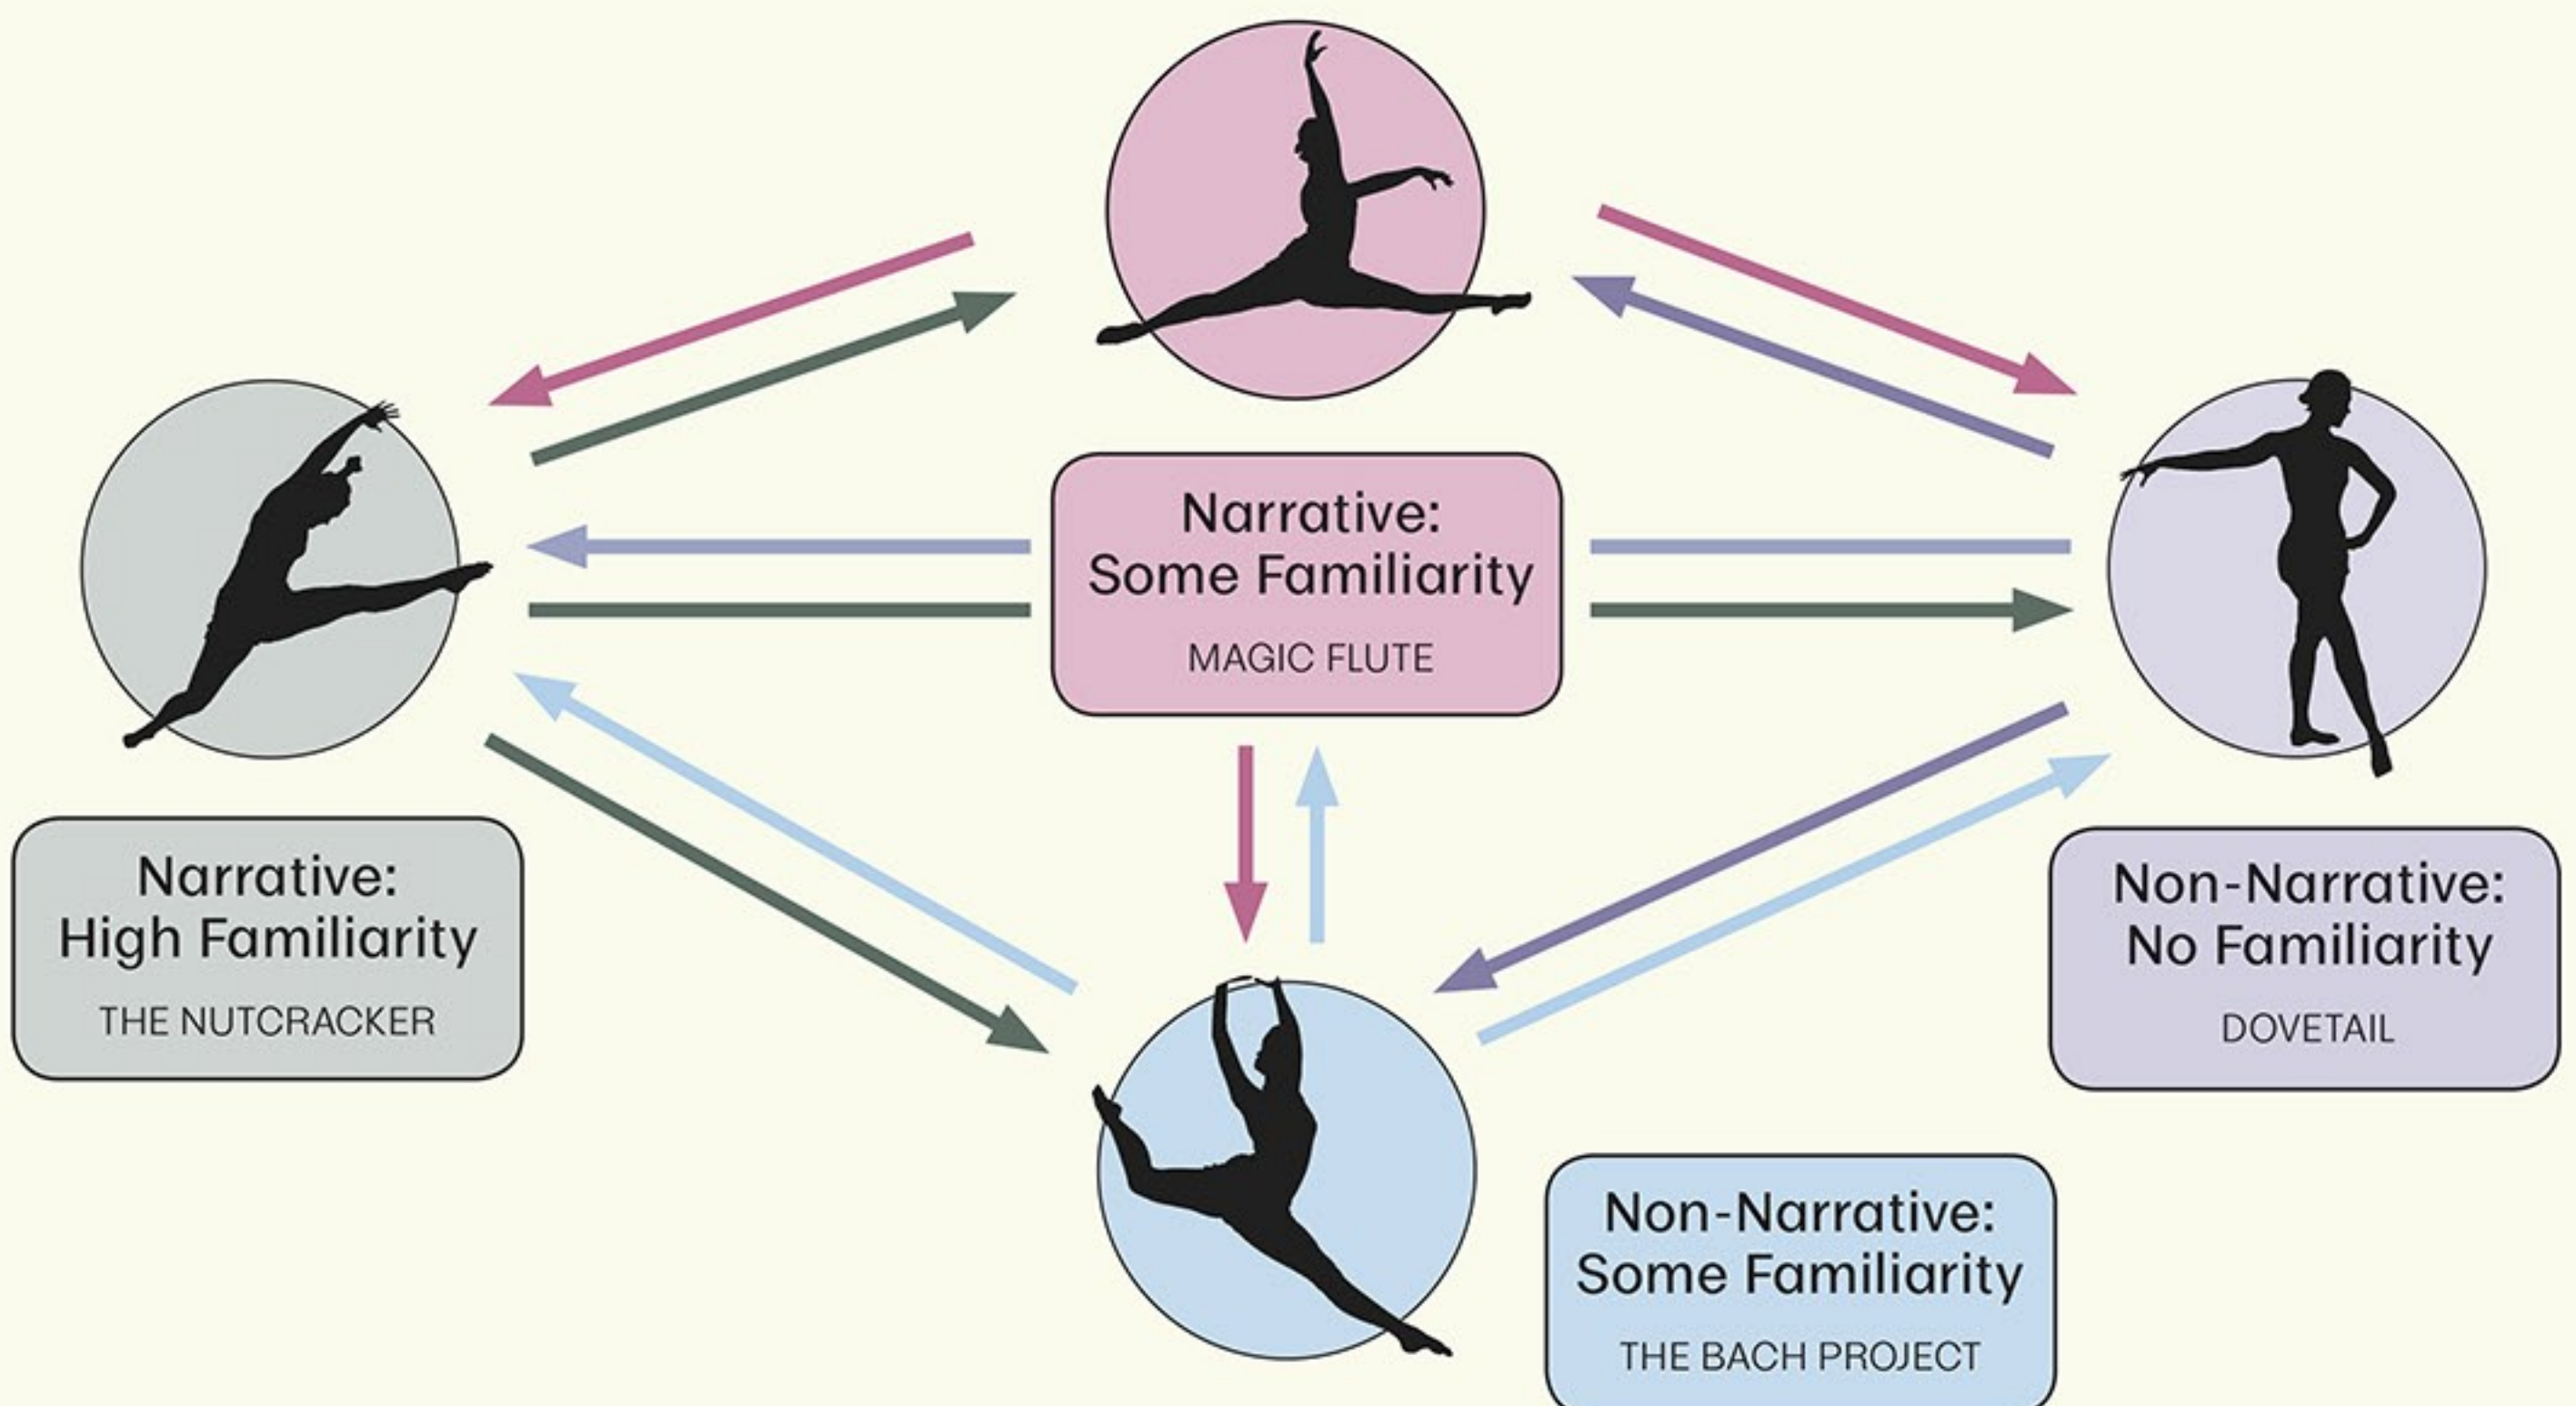 Narrative:
Some Familiarity
MAGIC FLUTE
Narrative:
High Familiarity
THE NUTCRACKER
Non-Narrative:
No Familiarity
DOVETAIL
Non-Narrative:
Some Familiarity
THE BACH PROJECT